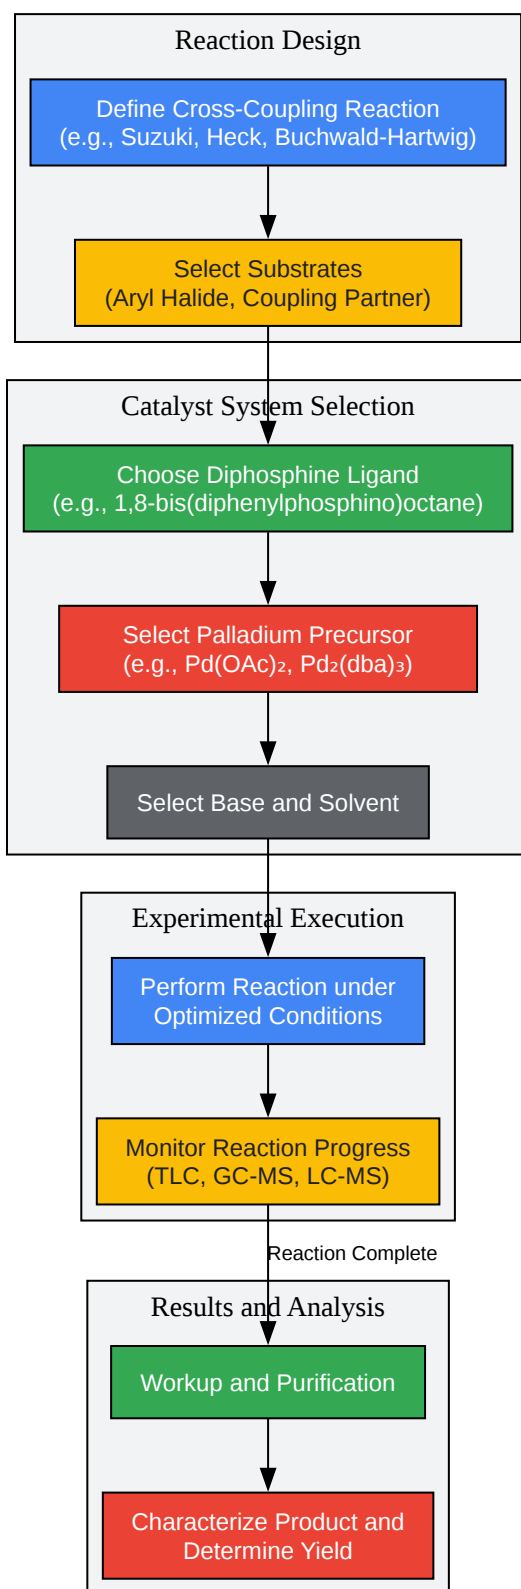 Reaction Design
Define Cross-Coupling Reaction
(e.g., Suzuki, Heck, Buchwald-Hartwig)
Select Substrates
(Aryl Halide, Coupling Partner)
Catalyst System Selection
Choose Diphosphine Ligand
(e.g., 1,8-bis(diphenylphosphino)octane)
Select Palladium Precursor
(e.g., Pd(OAc)₂, Pd₂(dba)₃)
Select Base and Solvent
Experimental Execution
Perform Reaction under
Optimized Conditions
Monitor Reaction Progress
(TLC, GC-MS, LC-MS)
Reaction Complete
Results and Analysis
Workup and Purification
Characterize Product and
Determine Yield